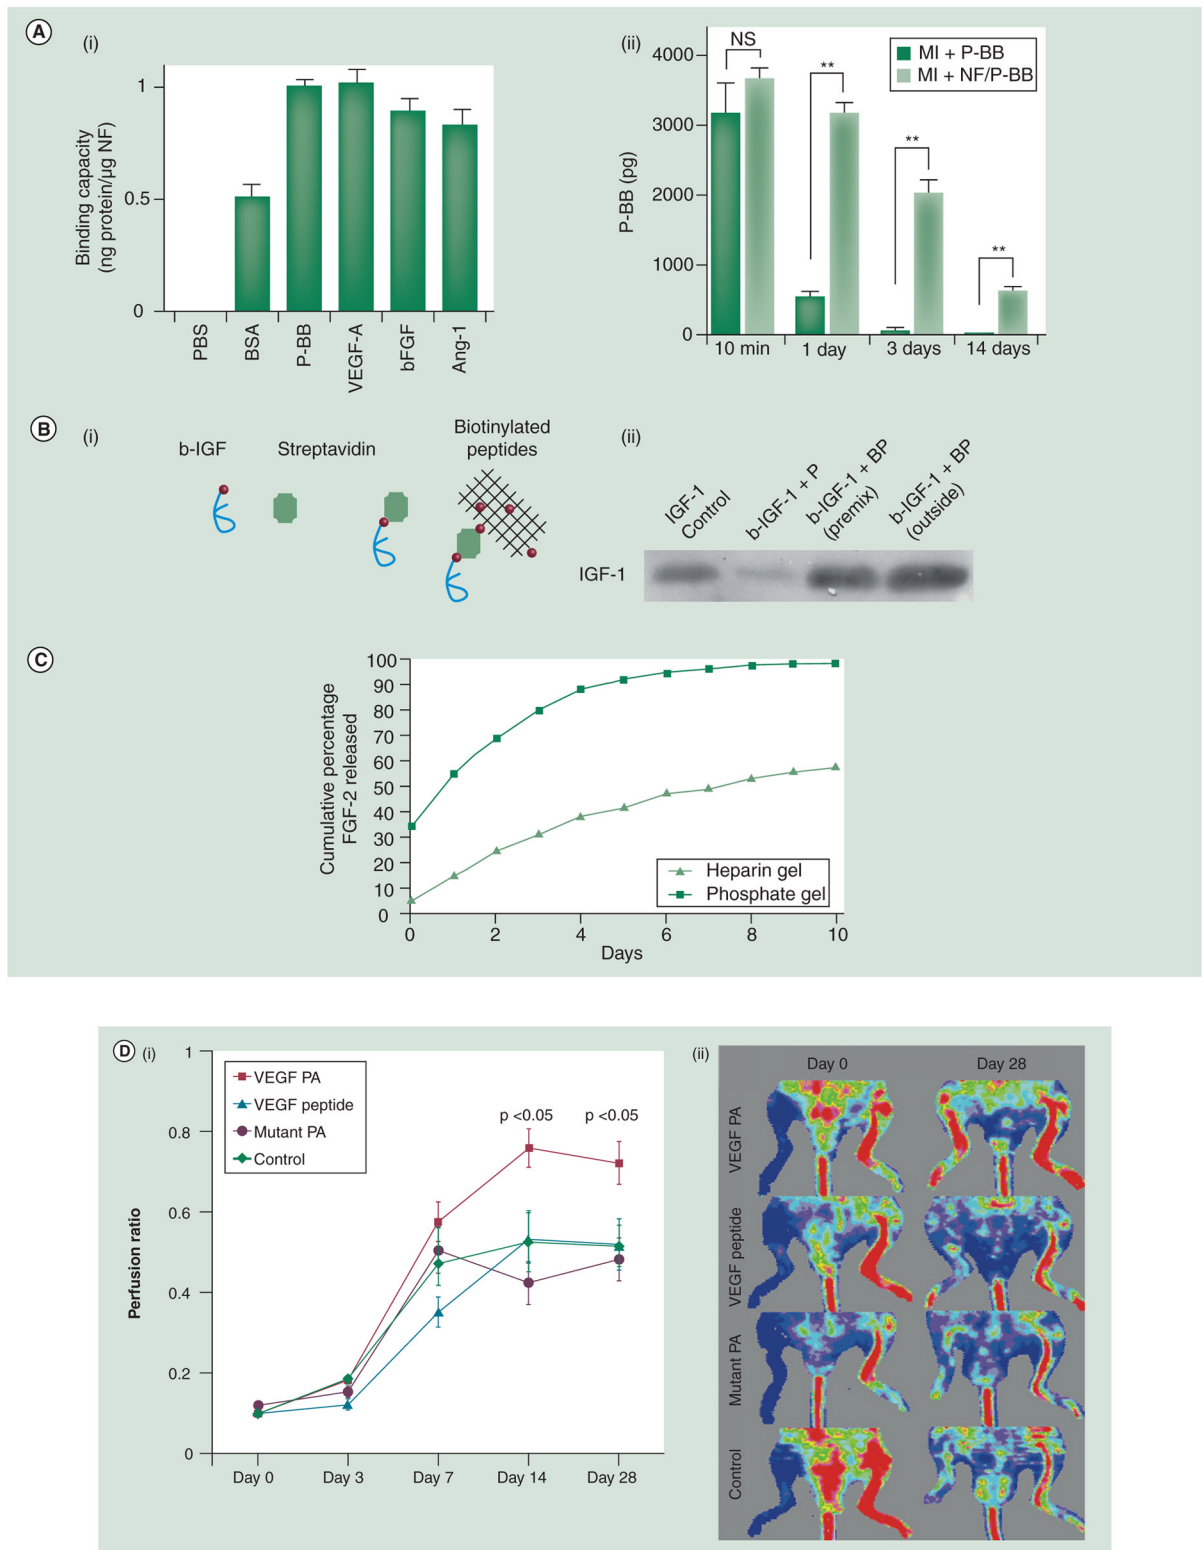 A
(i)
Binding capacity
(ng protein/µg NF)
1
0.5
0
PBS
BSA
P-BB
VEGF-A
bFGF
Ang-1
(ii)
P-BB (pg)
4000
3000
2000
1000
0
NS
**
**
**
MI + P-BB
MI + NF/P-BB
10 min
1 day
3 days
14 days
B
(i)
b-IGF
Streptavidin
Biotinylated
peptides
(ii)
IGF-1
Control
b-IGF-1 + P
b-IGF-1 + BP
(premix)
b-IGF-1 + BP
(outside)
IGF-1
C
Cumulative percentage
FGF-2 released
100
90
80
70
60
50
40
30
20
10
0
Heparin gel
Phosphate gel
0
2
4
6
8
10
Days
D
(i)
Perfusion ratio
1
0.8
0.6
0.4
0.2
0
VEGF PA
VEGF peptide
Mutant PA
Control
p <0.05
p <0.05
Day 0
Day 3
Day 7
Day 14
Day 28
(ii)
Day 0
Day 28
VEGF PA
VEGF peptide
Mutant PA
Control